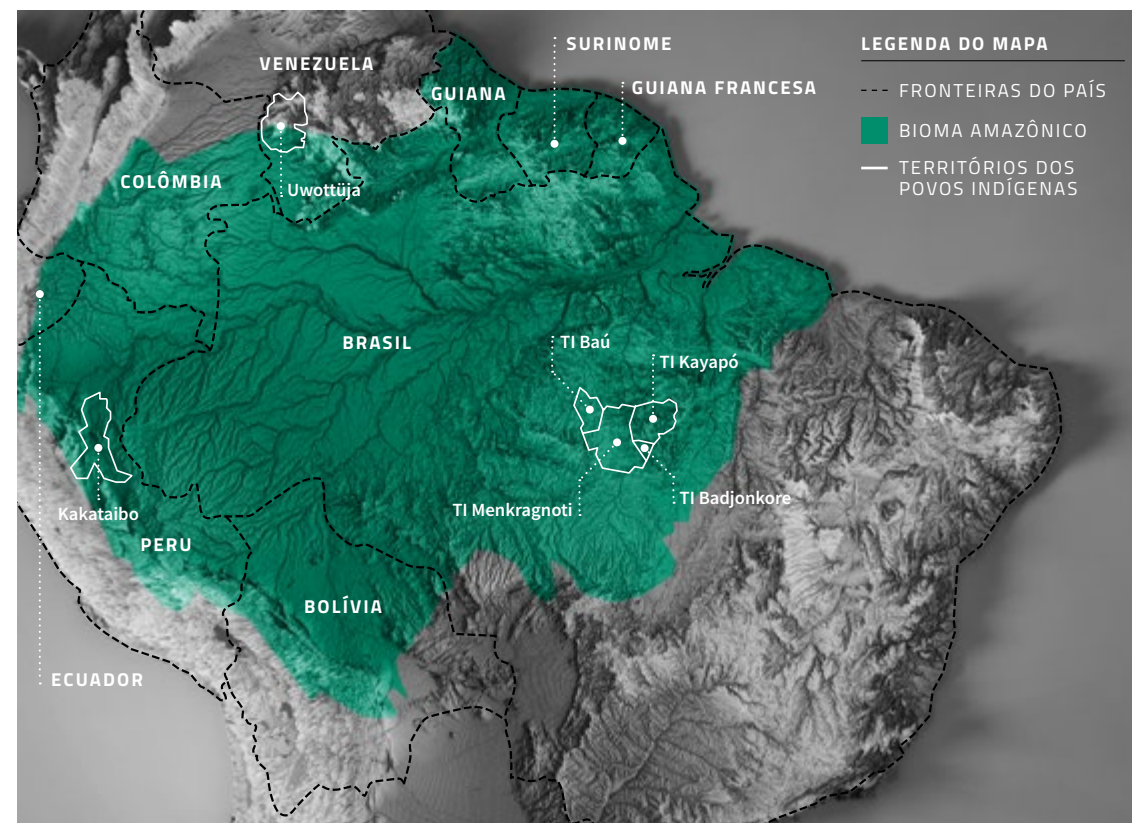 SURINOME
LEGENDA DO MAPA
VENEZUELA
GUIANA
GUIANA FRANCESA
FRONTEIRAS DO PAÍS
BIOMA AMAZÔNICO
TERRITÓRIOS DOS
POVOS INDÍGENAS
COLÔMBIA
Uwottüja
BRASIL
TI Baú
TI Kayapó
TI Menkragnoti
TI Badjonkore
Kakataibo
PERU
BOLÍVIA
ECUADOR